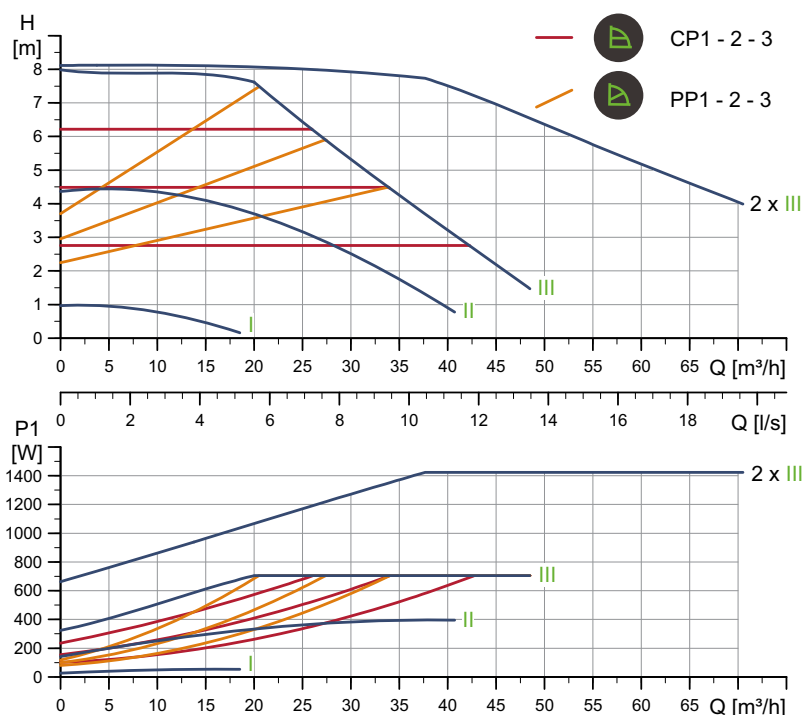 H
[m]
CP1 - 2 - 3
PP1 - 2 - 3
8
7
6
5
4
3
2
1
0
2 x III
III
II
I
0 5 10 15 20 25 30 35 40 45 50 55 60 65 Q [m³/h]
0 2 4 6 8 10 12 14 16 18 Q [l/s]
P1
[W]
1400
1200
1000
800
600
400
200
0
2 x III
III
II
I
0 5 10 15 20 25 30 35 40 45 50 55 60 65 Q [m³/h]